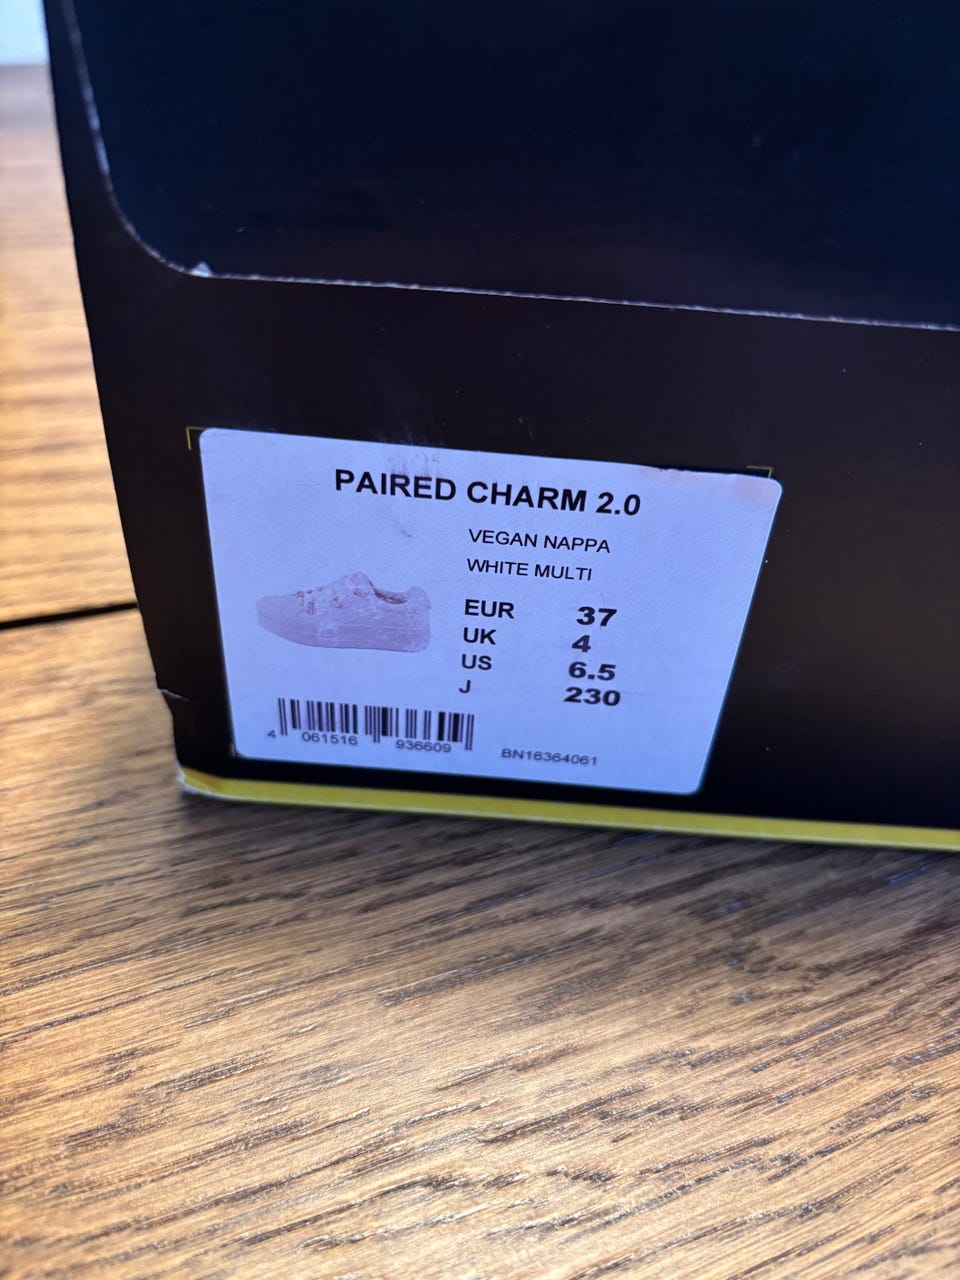 PAIRED CHARM 2.0
VEGAN NAPPA
WHITE MULTI
EUR 37
UK 4
US 6.5
J 230
4 061516 936609
BN16364061